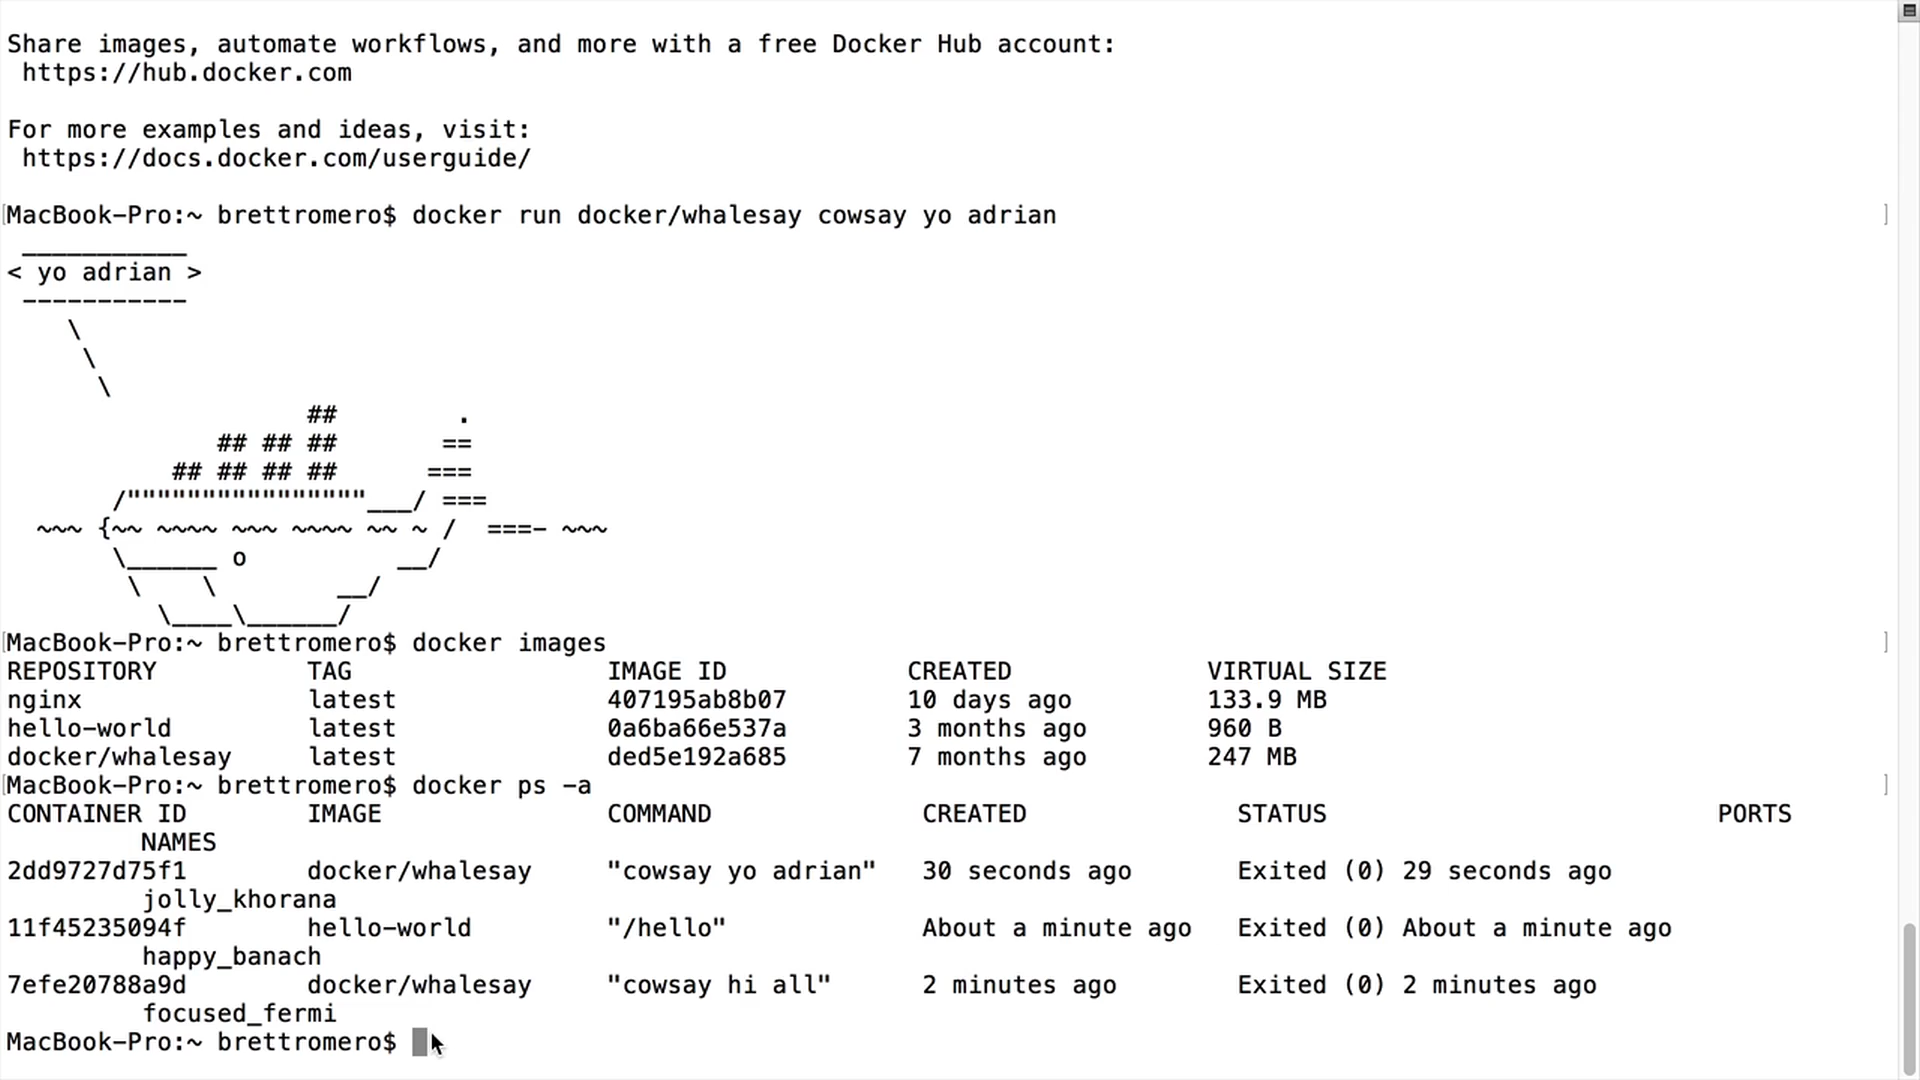 Share images, automate workflows, and more with a free Docker Hub account:
 https://hub.docker.com

For more examples and ideas, visit:
 https://docs.docker.com/userguide/

[MacBook-Pro:~ brettromero$ docker run docker/whalesay cowsay yo adrian ]
 ___________
< yo adrian >
 -----------
    \
     \
      \
                    ##        .
              ## ## ##       ==
           ## ## ## ##      ===
       /""""""""""""""""___/ ===
  ~~~ {~~ ~~~~ ~~~ ~~~~ ~~ ~ /  ===- ~~~
       \______ o          __/
        \    \        __/
          \____\______/
[MacBook-Pro:~ brettromero$ docker images ]
REPOSITORY          TAG                 IMAGE ID            CREATED             VIRTUAL SIZE
nginx               latest              407195ab8b07        10 days ago         133.9 MB
hello-world         latest              0a6ba66e537a        3 months ago        960 B
docker/whalesay     latest              ded5e192a685        7 months ago        247 MB
[MacBook-Pro:~ brettromero$ docker ps -a ]
CONTAINER ID        IMAGE               COMMAND              CREATED              STATUS                          PORTS
         NAMES
2dd9727d75f1        docker/whalesay     "cowsay yo adrian"   30 seconds ago       Exited (0) 29 seconds ago
         jolly_khorana
11f45235094f        hello-world         "/hello"             About a minute ago   Exited (0) About a minute ago
         happy_banach
7efe20788a9d        docker/whalesay     "cowsay hi all"      2 minutes ago        Exited (0) 2 minutes ago
         focused_fermi
MacBook-Pro:~ brettromero$